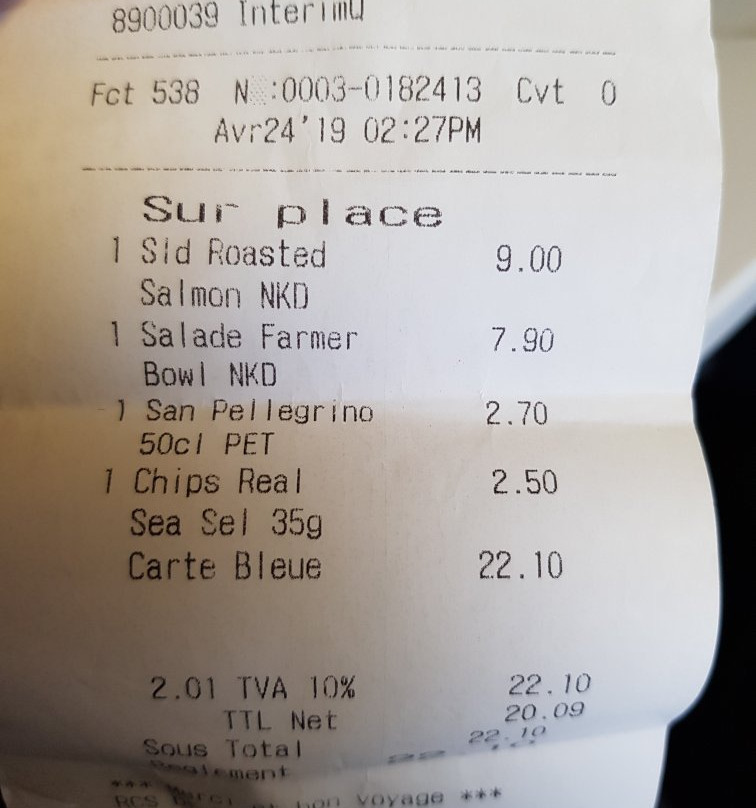 8900039 InterimU
Fct 538 N :0003-0182413 Cvt 0
Avr24'19 02:27PM
Sur place
1 Sld Roasted 9.00
Salmon NKD
1 Salade Farmer 7.90
Bowl NKD
1 San Pellegrino 2.70
50cl PET
1 Chips Real 2.50
Sea Sel 35g
Carte Bleue 22.10
2.01 TVA 10% 22.10
TTL Net 20.09
Sous Total 22.10
Reglement
*** bon voyage ***
RCS